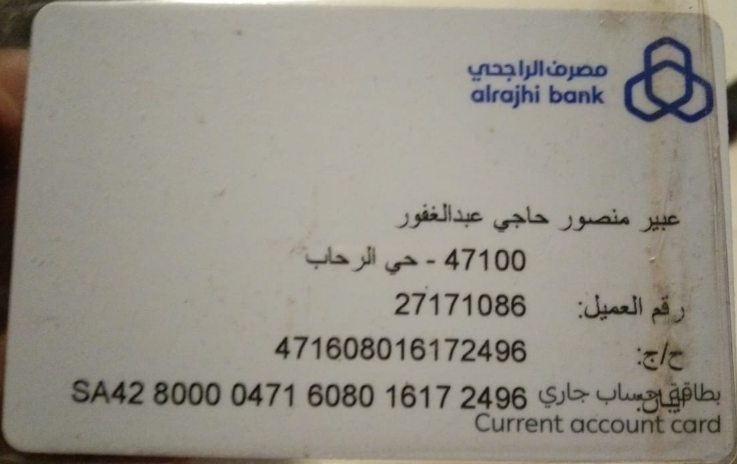 مصرف الراجحي
alrajhi bank
عبير منصور حاجي عبدالغفور
47100 - حي الرحاب
رقم العميل: 27171086
ح/ج: 471608016172496
SA42 8000 0471 6080 1617 2496
بطاقة حساب جاري
Current account card